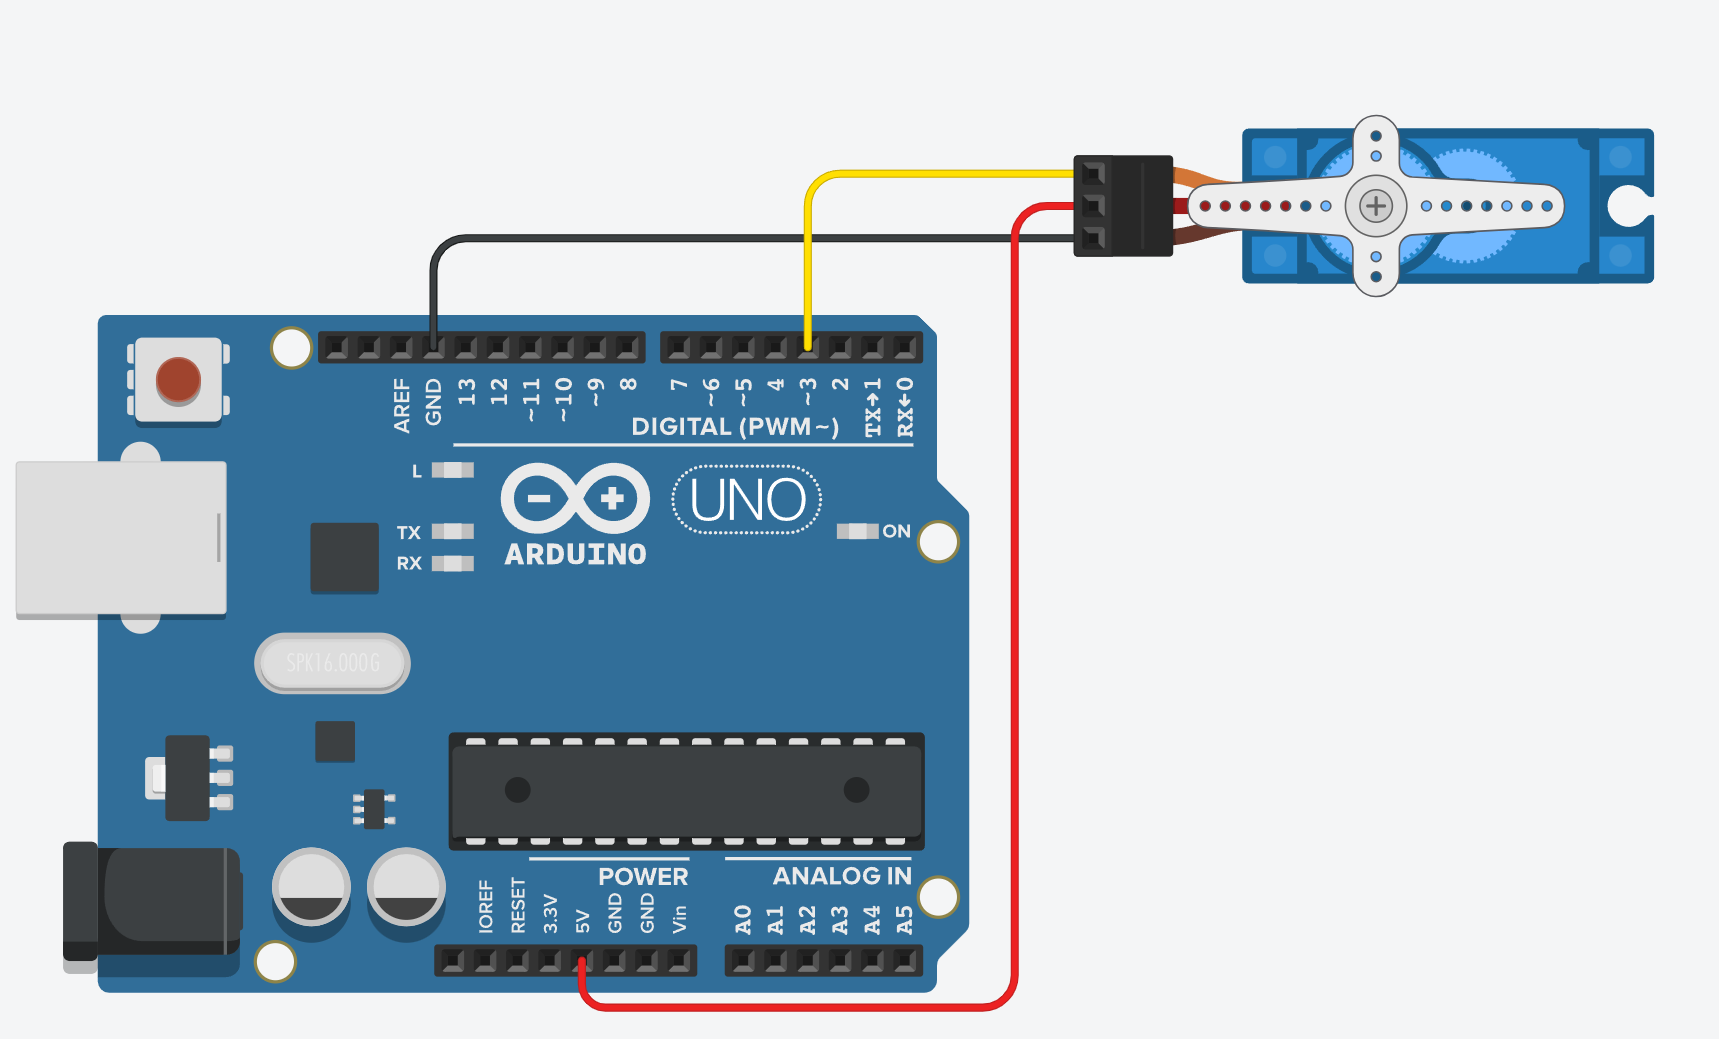 AREF
GND
13
12
~11
~10
~9
8
7
~6
~5
4
~3
2
TX→1
RX←0
DIGITAL (PWM~)
L
TX
RX
ARDUINO
UNO
ON
SPK16.000G
POWER
ANALOG IN
IOREF
RESET
3.3V
5V
GND
GND
Vin
A0
A1
A2
A3
A4
A5